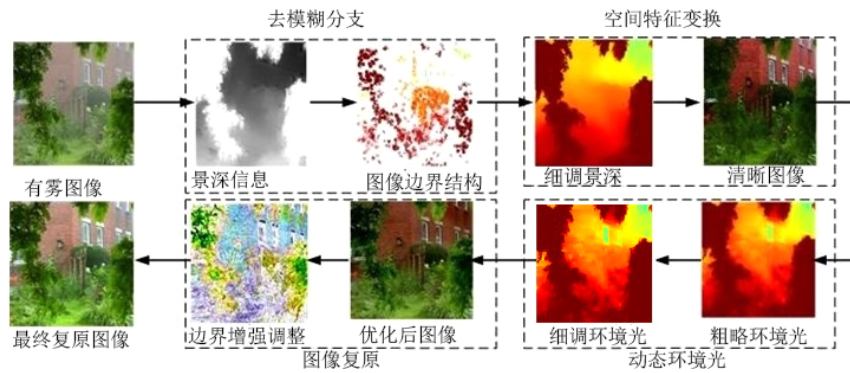 去模糊分支
空间特征变换
有雾图像
景深信息
图像边界结构
细调景深
清晰图像
最终复原图像
边界增强调整
优化后图像
细调环境光
粗略环境光
图像复原
动态环境光